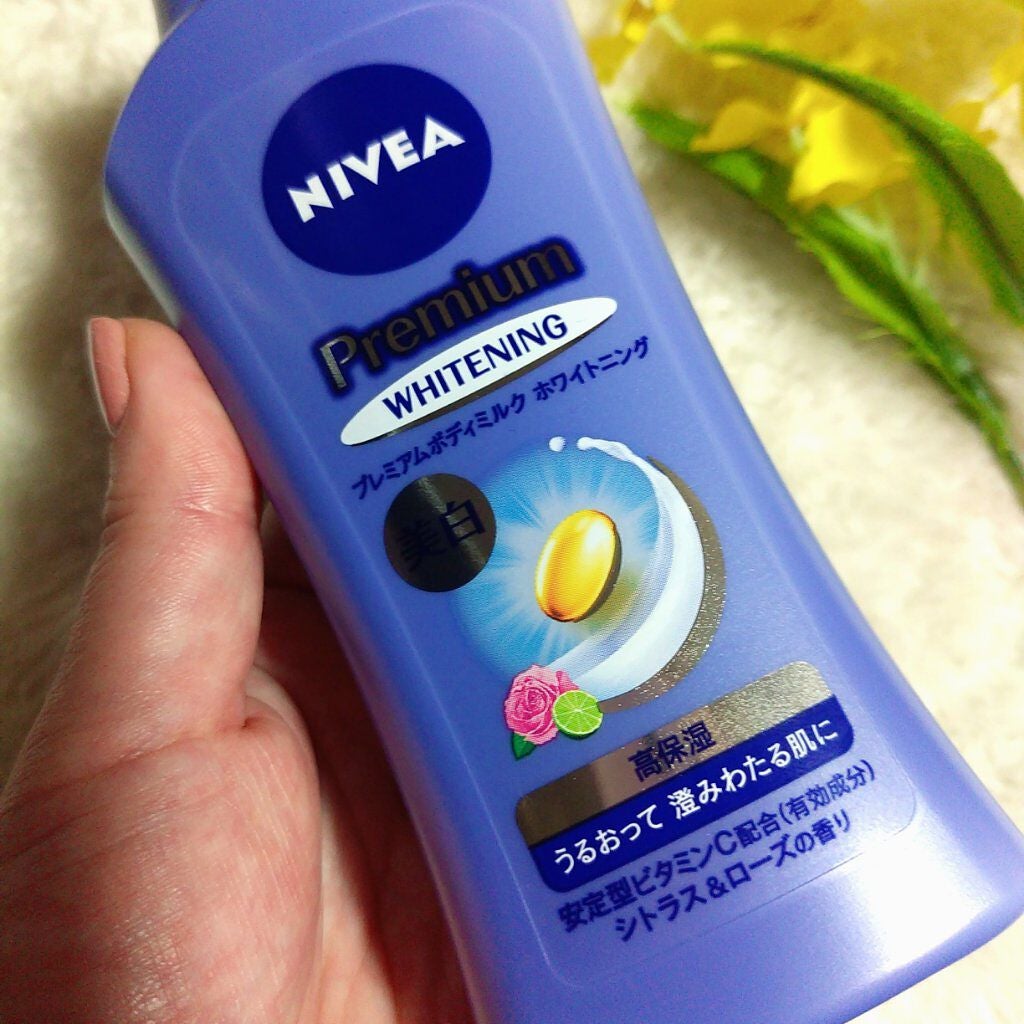 NIVEA
Premium
WHITENING
プレミアムボディミルク ホワイトニング
美白
高保湿
うるおって 澄みわたる肌に
安定型ビタミンC配合(有効成分)
シトラス&ローズの香り